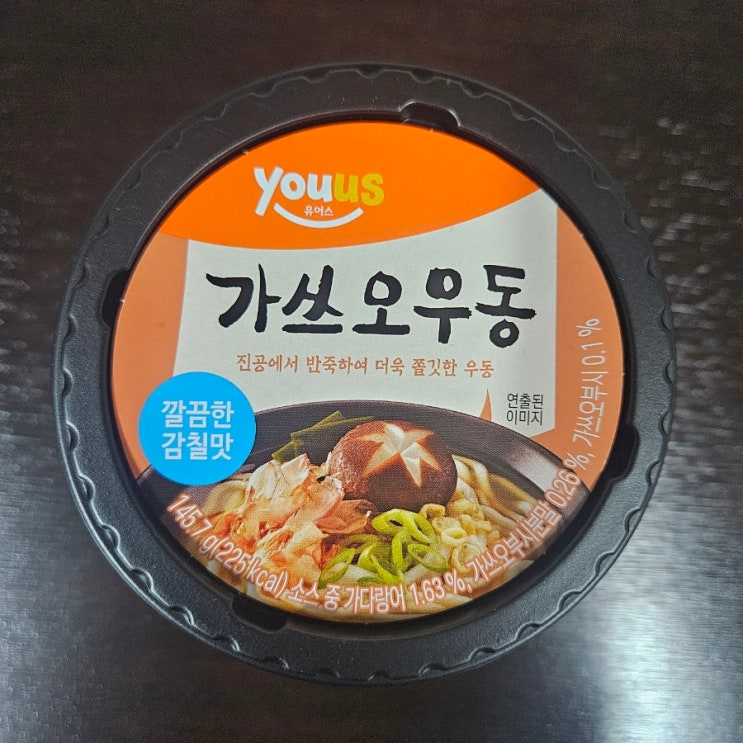 youus
유어스
가쓰오우동
진공에서 반죽하여 더욱 쫄깃한 우동
깔끔한
감칠맛
연출된
이미지
145.7 g(225 kcal), 소스 중 가다랑어 1.63 %, 가쓰오부시분말 0.26 %, 가쓰오부시 0.1 %